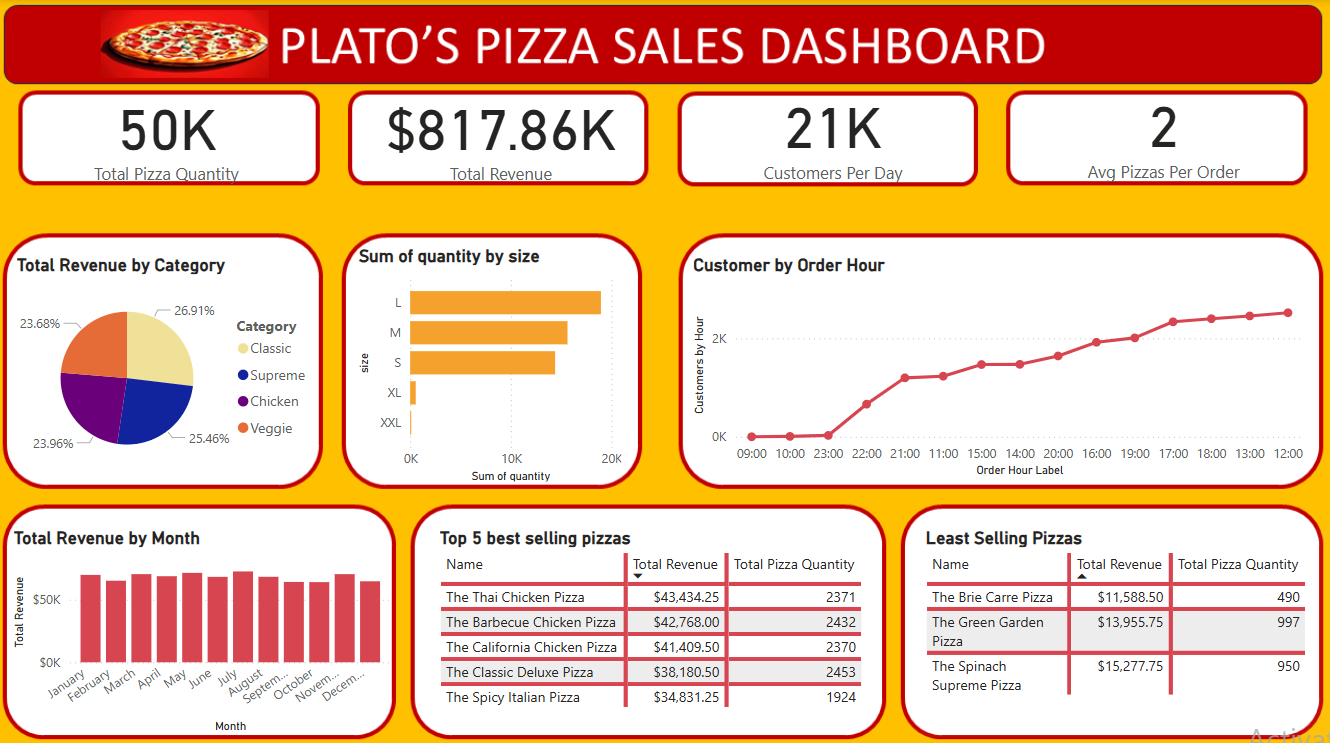 PLATO'S PIZZA SALES DASHBOARD
50K
Total Pizza Quantity
$817.86K
Total Revenue
21K
Customers Per Day
2
Avg Pizzas Per Order
Total Revenue by Category
26.91%
25.46%
23.96%
23.68%
Category
Classic
Supreme
Chicken
Veggie
Sum of quantity by size
size
L
M
S
XL
XXL
0K 10K 20K
Sum of quantity
Customer by Order Hour
Customers by Hour
2K
0K
09:00 10:00 23:00 22:00 21:00 11:00 15:00 14:00 20:00 16:00 19:00 17:00 18:00 13:00 12:00
Order Hour Label
Total Revenue by Month
Total Revenue
$50K
$0K
January February March April May June July August Septem... October Novem... Decem...
Month
Top 5 best selling pizzas
Name Total Revenue Total Pizza Quantity
The Thai Chicken Pizza $43,434.25 2371
The Barbecue Chicken Pizza $42,768.00 2432
The California Chicken Pizza $41,409.50 2370
The Classic Deluxe Pizza $38,180.50 2453
The Spicy Italian Pizza $34,831.25 1924
Least Selling Pizzas
Name Total Revenue Total Pizza Quantity
The Brie Carre Pizza $11,588.50 490
The Green Garden $13,955.75 997
Pizza
The Spinach $15,277.75 950
Supreme Pizza